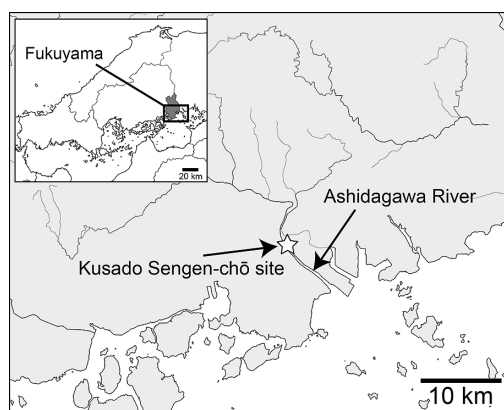 Fukuyama
20 km
Ashidagawa River
Kusado Sengen-chō site
10 km